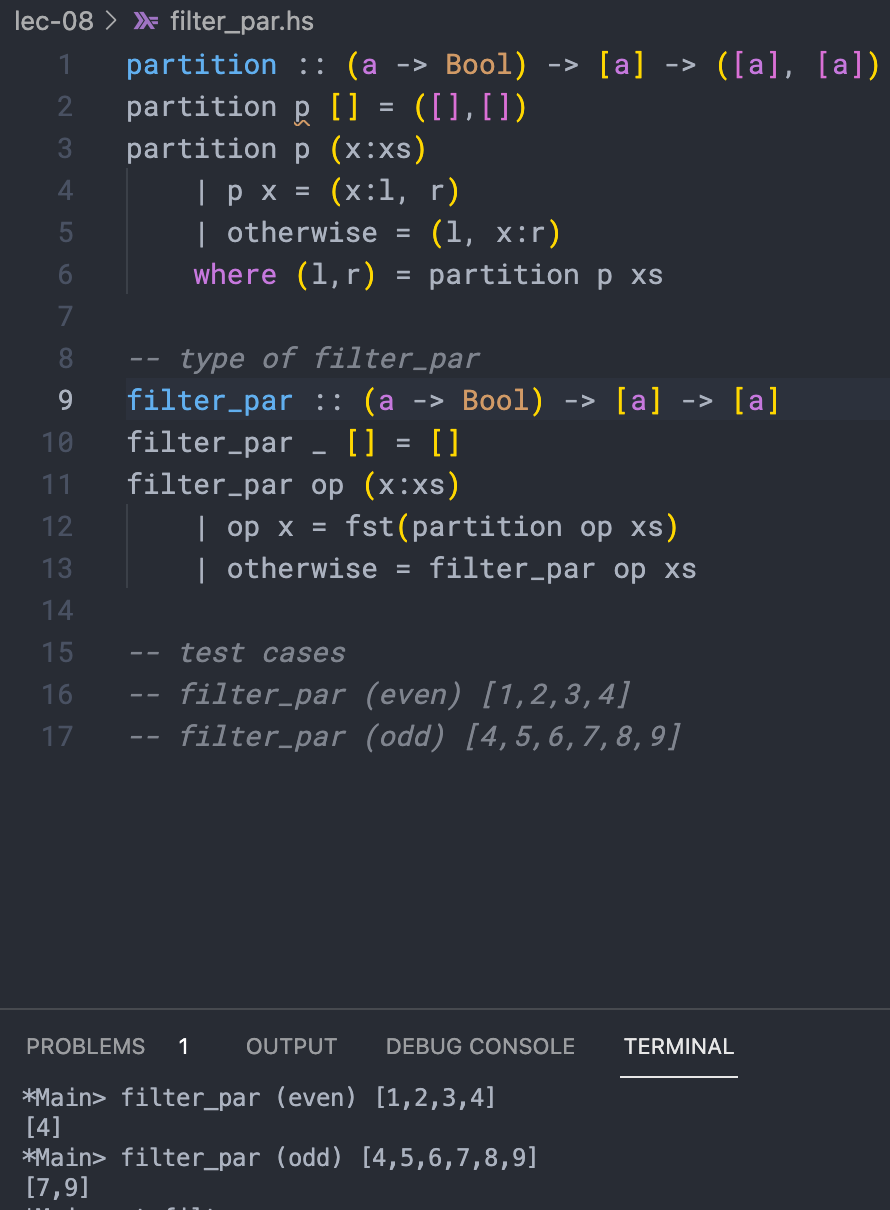 lec-08 > filter_par.hs
1 partition :: (a -> Bool) -> [a] -> ([a], [a])
2 partition p [] = ([],[])
3 partition p (x:xs)
4     | p x = (x:l, r)
5     | otherwise = (l, x:r)
6     where (l,r) = partition p xs
7
8 -- type of filter_par
9 filter_par :: (a -> Bool) -> [a] -> [a]
10 filter_par _ [] = []
11 filter_par op (x:xs)
12     | op x = fst(partition op xs)
13     | otherwise = filter_par op xs
14
15 -- test cases
16 -- filter_par (even) [1,2,3,4]
17 -- filter_par (odd) [4,5,6,7,8,9]
PROBLEMS 1 OUTPUT DEBUG CONSOLE TERMINAL
*Main> filter_par (even) [1,2,3,4]
[4]
*Main> filter_par (odd) [4,5,6,7,8,9]
[7,9]